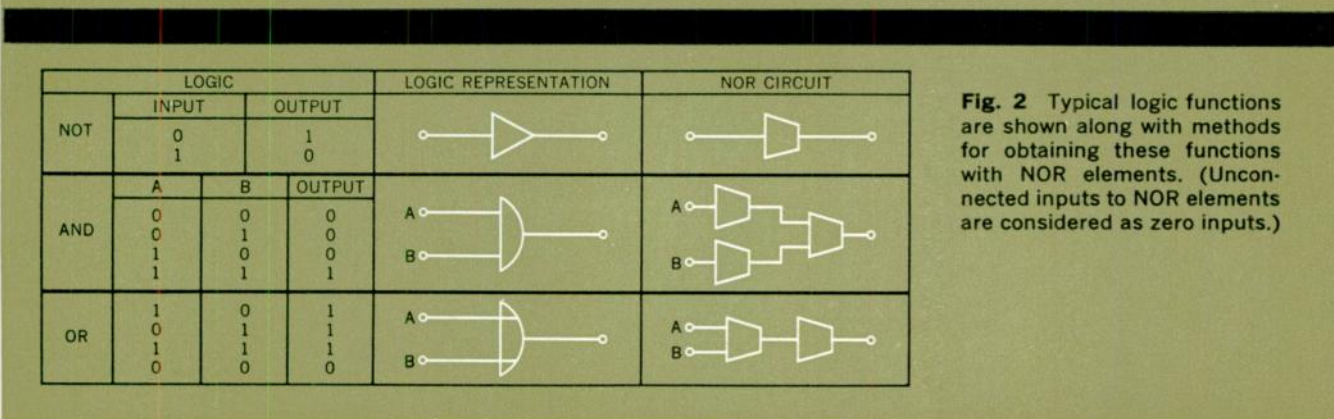 LOGIC LOGIC REPRESENTATION NOR CIRCUIT
NOT INPUT OUTPUT
0 1
1 0
AND A B OUTPUT
0 0 0
0 1 0
1 0 0
1 1 1
A
B
A
B
OR
1 0 1
0 1 1
1 1 1
0 0 0
A
B
A
B
Fig. 2 Typical logic functions
are shown along with methods
for obtaining these functions
with NOR elements. (Uncon-
nected inputs to NOR elements
are considered as zero inputs.)